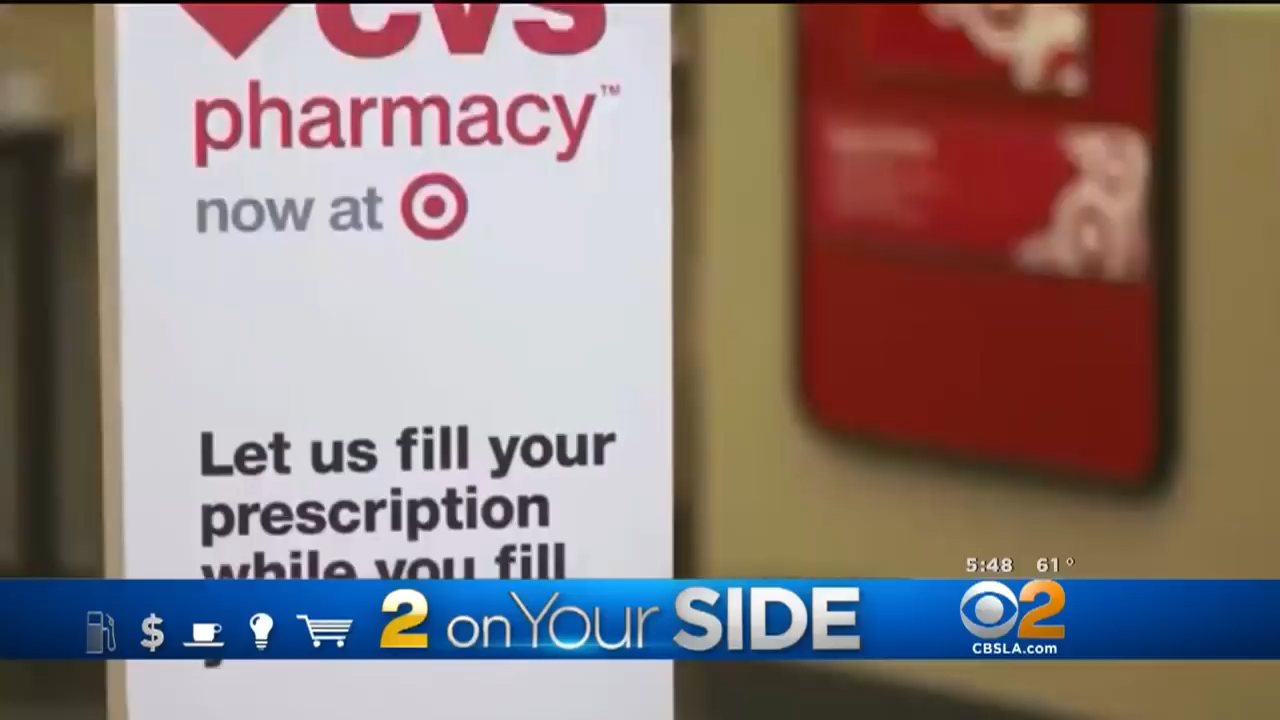 CVS
pharmacy™
now at
Let us fill your
prescription
while you fill
5:48 61°
$ 2 on Your SIDE
2
CBSLA.com